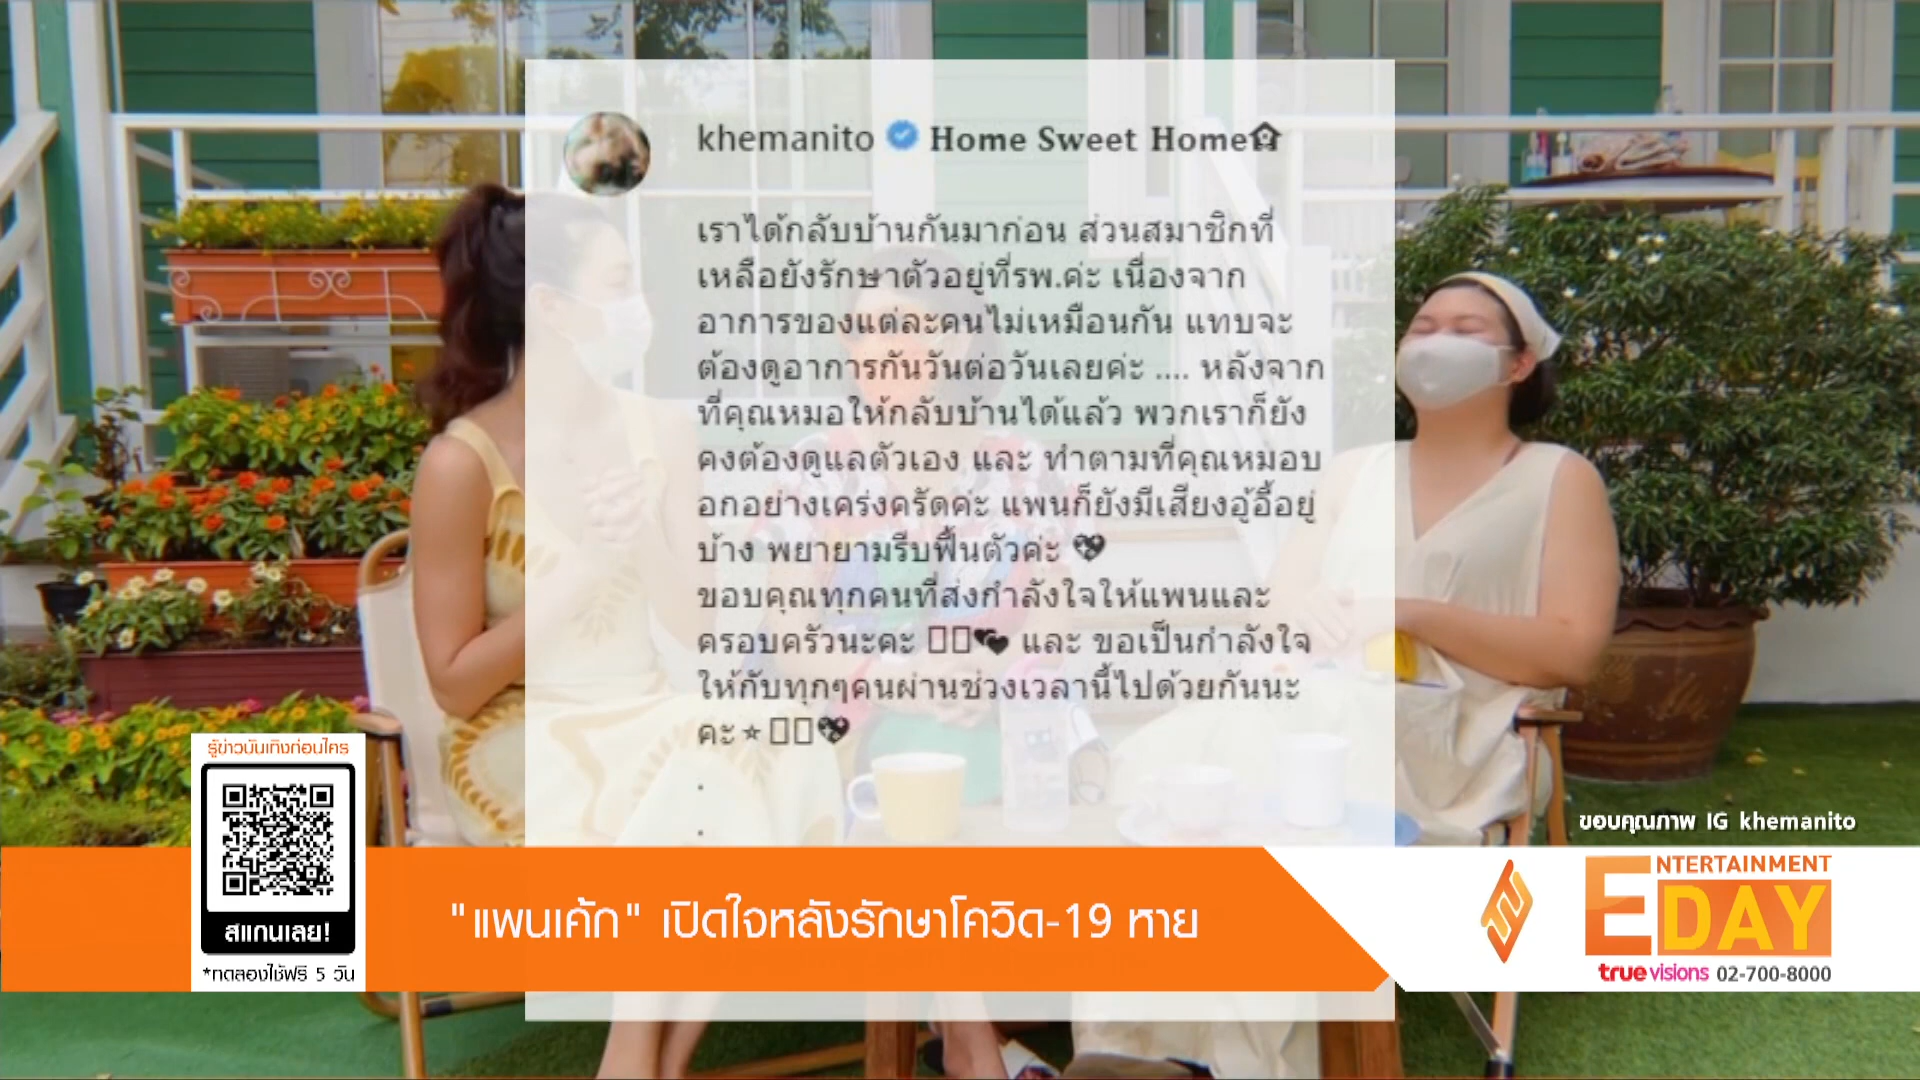 khemanito Home Sweet Home
เราได้กลับบ้านกันมาก่อน ส่วนสมาชิกที่
เหลือยังรักษาตัวอยู่ที่รพ.ค่ะ เนื่องจาก
อาการของแต่ละคนไม่เหมือนกัน แทบจะ
ต้องดูอาการกันวันต่อวันเลยค่ะ .... หลังจาก
ที่คุณหมอให้กลับบ้านได้แล้ว พวกเราก็ยัง
คงต้องดูแลตัวเอง และ ทำตามที่คุณหมอบ
อกอย่างเคร่งครัดค่ะ แพนก็ยังมีเสียงอู้อี้อยู่
บ้าง พยายามรีบฟื้นตัวค่ะ 💖
ขอบคุณทุกคนที่ส่งกำลังใจให้แพนและ
ครอบครัวนะคะ 💕 และ ขอเป็นกำลังใจ
ให้กับทุกๆคนผ่านช่วงเวลานี้ไปด้วยกันนะ
คะ⭐💖
.
.
รู้ข่าวบันเทิงก่อนใคร
สแกนเลย!
*ทดลองใช้ฟรี 5 วัน
"แพนเค้ก" เปิดใจหลังรักษาโควิด-19 หาย
ขอบคุณภาพ IG khemanito
ENTERTAINMENT
DAY
truevisions 02-700-8000